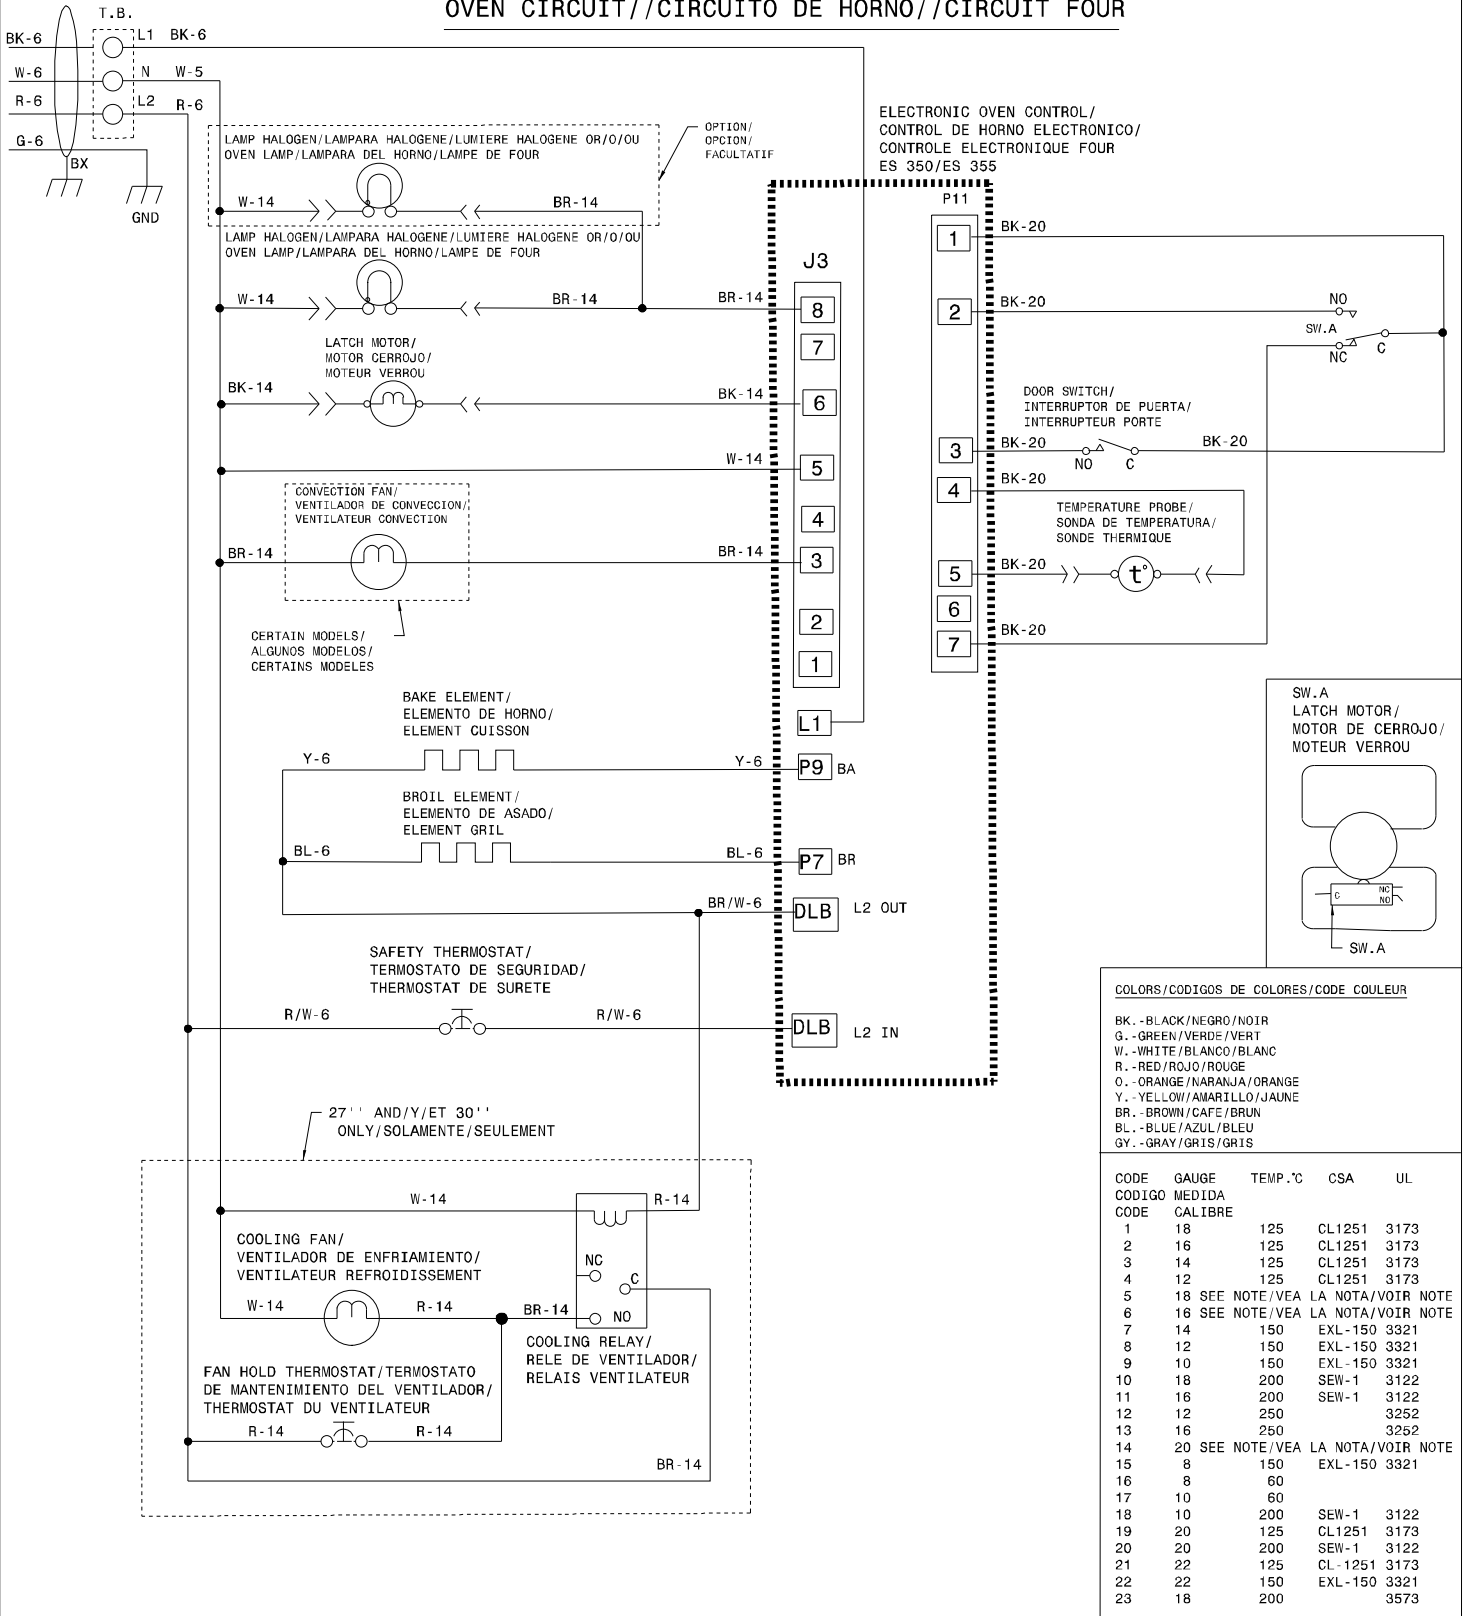 OVEN CIRCUIT//CIRCUITO DE HORNO//CIRCUIT FOUR
T.B.
BK-6
L1 BK-6
W-6
N W-5
R-6
L2 R-6
G-6
BX
GND
LAMP HALOGEN/LAMPARA HALOGENE/LUMIERE HALOGENE OR/O/OU
OVEN LAMP/LAMPARA DEL HORNO/LAMPE DE FOUR
OPTION/
OPCION/
FACULTATIF
W-14
BR-14
LAMP HALOGEN/LAMPARA HALOGENE/LUMIERE HALOGENE OR/O/OU
OVEN LAMP/LAMPARA DEL HORNO/LAMPE DE FOUR
W-14
BR-14
BR-14
LATCH MOTOR/
MOTOR CERROJO/
MOTEUR VERROU
BK-14
BK-14
W-14
CONVECTION FAN/
VENTILADOR DE CONVECCION/
VENTILATEUR CONVECTION
BR-14
BR-14
CERTAIN MODELS/
ALGUNOS MODELOS/
CERTAINS MODELES
ELECTRONIC OVEN CONTROL/
CONTROL DE HORNO ELECTRONICO/
CONTROLE ELECTRONIQUE FOUR
ES 350/ES 355
J3
8
7
6
5
4
3
2
1
L1
P9 BA
P7 BR
DLB L2 OUT
DLB L2 IN
P11
1
2
3
4
5
6
7
BK-20
BK-20
NO
SW.A
NC
C
DOOR SWITCH/
INTERRUPTOR DE PUERTA/
INTERRUPTEUR PORTE
BK-20
BK-20
NO
C
BK-20
TEMPERATURE PROBE/
SONDA DE TEMPERATURA/
SONDE THERMIQUE
BK-20
t°
BK-20
BAKE ELEMENT/
ELEMENTO DE HORNO/
ELEMENT CUISSON
Y-6
Y-6
BROIL ELEMENT/
ELEMENTO DE ASADO/
ELEMENT GRIL
BL-6
BL-6
BR/W-6
SAFETY THERMOSTAT/
TERMOSTATO DE SEGURIDAD/
THERMOSTAT DE SURETE
R/W-6
R/W-6
27'' AND/Y/ET 30''
ONLY/SOLAMENTE/SEULEMENT
W-14
R-14
COOLING FAN/
VENTILADOR DE ENFRIAMIENTO/
VENTILATEUR REFROIDISSEMENT
NC
C
NO
W-14
R-14
BR-14
COOLING RELAY/
RELE DE VENTILADOR/
RELAIS VENTILATEUR
FAN HOLD THERMOSTAT/TERMOSTATO
DE MANTENIMIENTO DEL VENTILADOR/
THERMOSTAT DU VENTILATEUR
R-14
R-14
BR-14
SW.A
LATCH MOTOR/
MOTOR DE CERROJO/
MOTEUR VERROU
C
NC
NO
SW.A
COLORS/CODIGOS DE COLORES/CODE COULEUR
BK.-BLACK/NEGRO/NOIR
G.-GREEN/VERDE/VERT
W.-WHITE/BLANCO/BLANC
R.-RED/ROJO/ROUGE
O.-ORANGE/NARANJA/ORANGE
Y.-YELLOW/AMARILLO/JAUNE
BR.-BROWN/CAFE/BRUN
BL.-BLUE/AZUL/BLEU
GY.-GRAY/GRIS/GRIS
CODE GAUGE TEMP.°C CSA UL
CODIGO MEDIDA
CODE CALIBRE
1 18 125 CL1251 3173
2 16 125 CL1251 3173
3 14 125 CL1251 3173
4 12 125 CL1251 3173
5 18 SEE NOTE/VEA LA NOTA/VOIR NOTE
6 16 SEE NOTE/VEA LA NOTA/VOIR NOTE
7 14 150 EXL-150 3321
8 12 150 EXL-150 3321
9 10 150 EXL-150 3321
10 18 200 SEW-1 3122
11 16 200 SEW-1 3122
12 12 250 3252
13 16 250 3252
14 20 SEE NOTE/VEA LA NOTA/VOIR NOTE
15 8 150 EXL-150 3321
16 8 60
17 10 60
18 10 200 SEW-1 3122
19 20 125 CL1251 3173
20 20 200 SEW-1 3122
21 22 125 CL-1251 3173
22 22 150 EXL-150 3321
23 18 200 3573